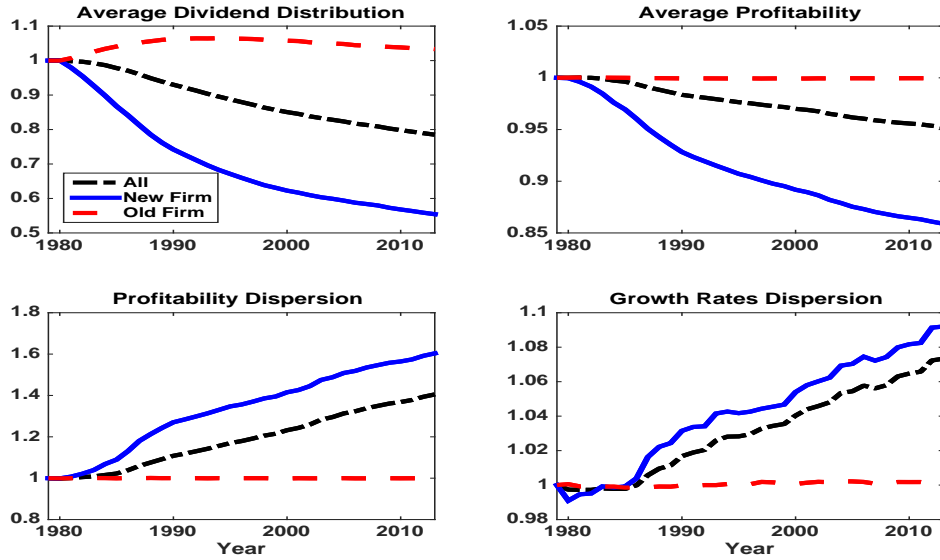 Average Dividend Distribution
1.1
1
0.9
0.8
0.7
0.6
0.5
All
New Firm
Old Firm
1980 1990 2000 2010
Average Profitability
1.05
1
0.95
0.9
0.85
1980 1990 2000 2010
Profitability Dispersion
1.8
1.6
1.4
1.2
1
0.8
1980 1990 2000 2010
Year
Growth Rates Dispersion
1.1
1.08
1.06
1.04
1.02
1
0.98
1980 1990 2000 2010
Year